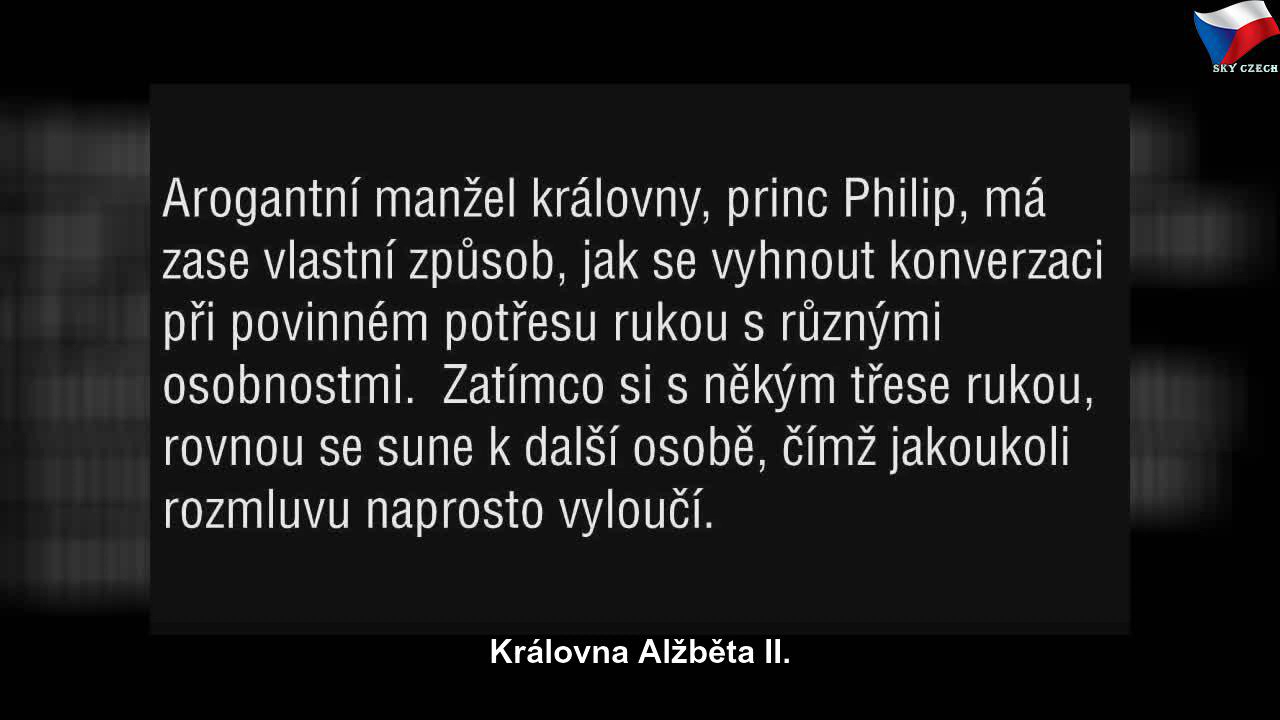 SKY CZECH
Arogantní manžel královny, princ Philip, má
zase vlastní způsob, jak se vyhnout konverzaci
při povinném potřesu rukou s různými
osobnostmi.  Zatímco si s někým třese rukou,
rovnou se sune k další osobě, čímž jakoukoli
rozmluvu naprosto vyloučí.
Královna Alžběta II.